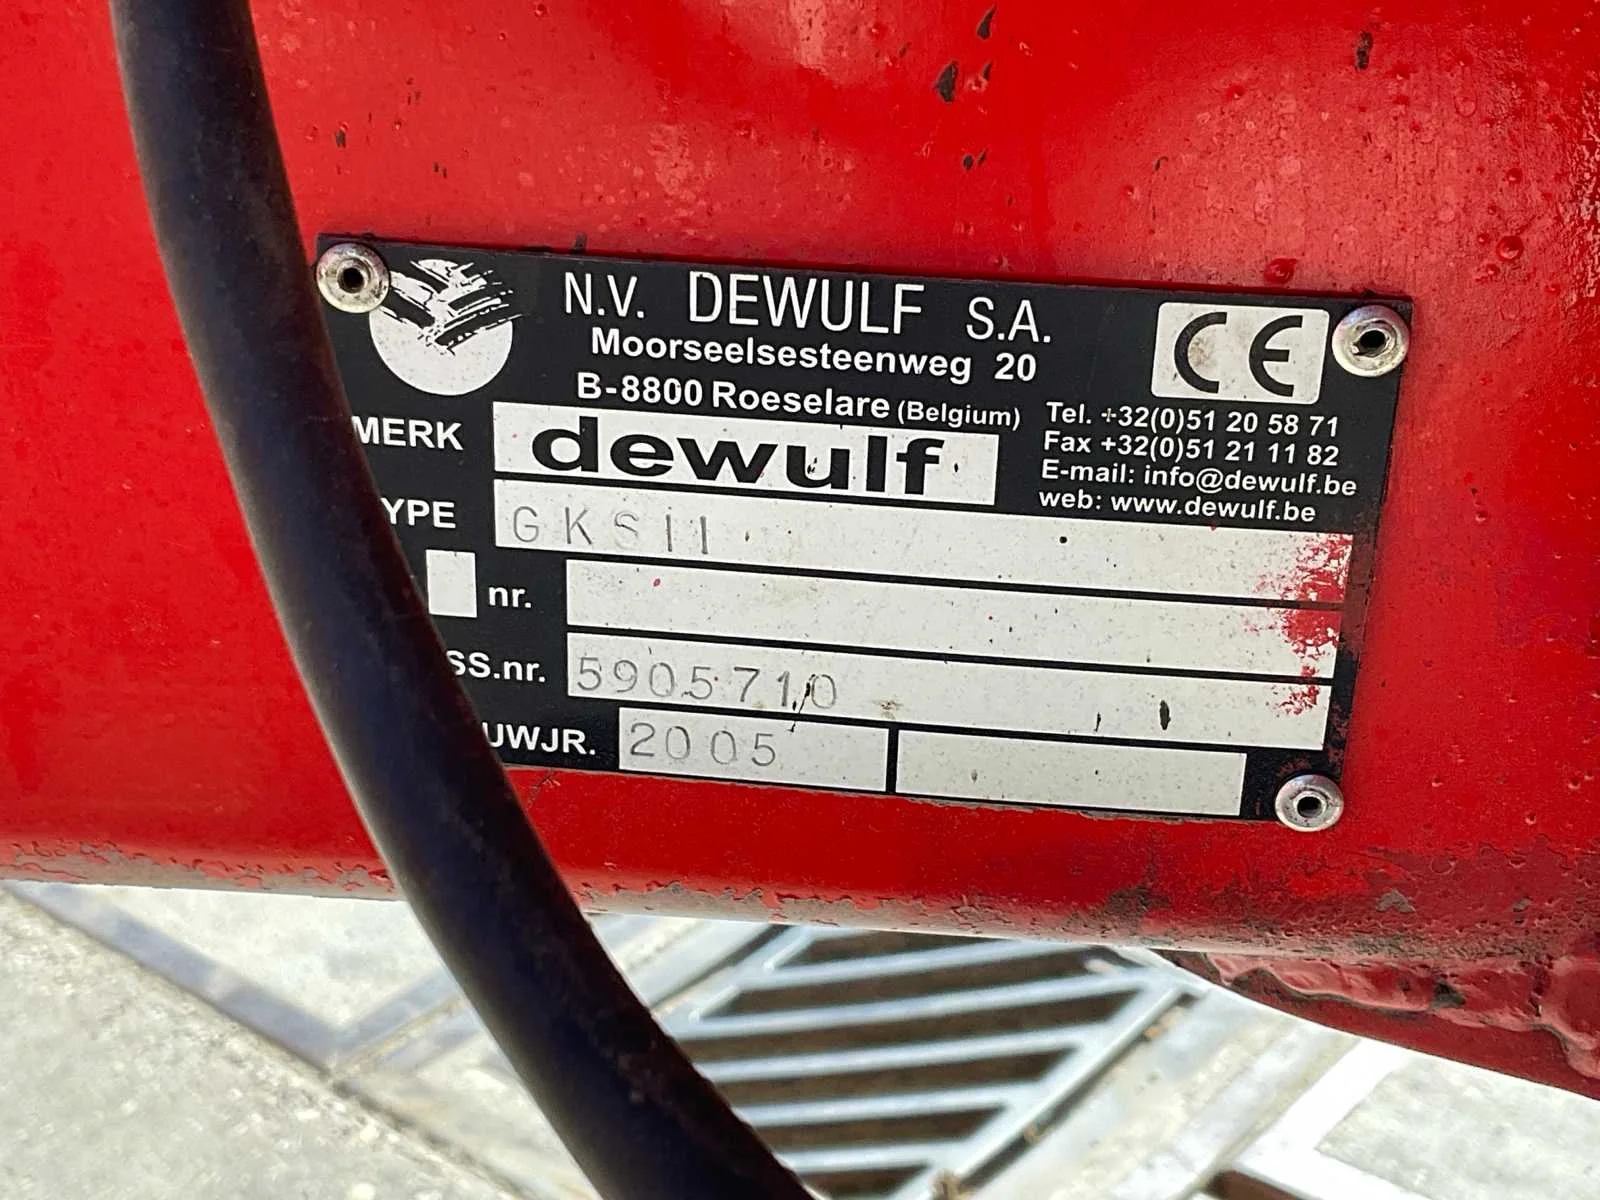 N.V. DEWULF S.A.
Moorseelsesteenweg 20
B-8800 Roeselare (Belgium)
CE
Tel. +32(0)51 20 58 71
Fax +32(0)51 21 11 82
E-mail: info@dewulf.be
web: www.dewulf.be
MERK dewulf
YPE GKSII
nr.
SS.nr. 5905710
UWJR. 2005